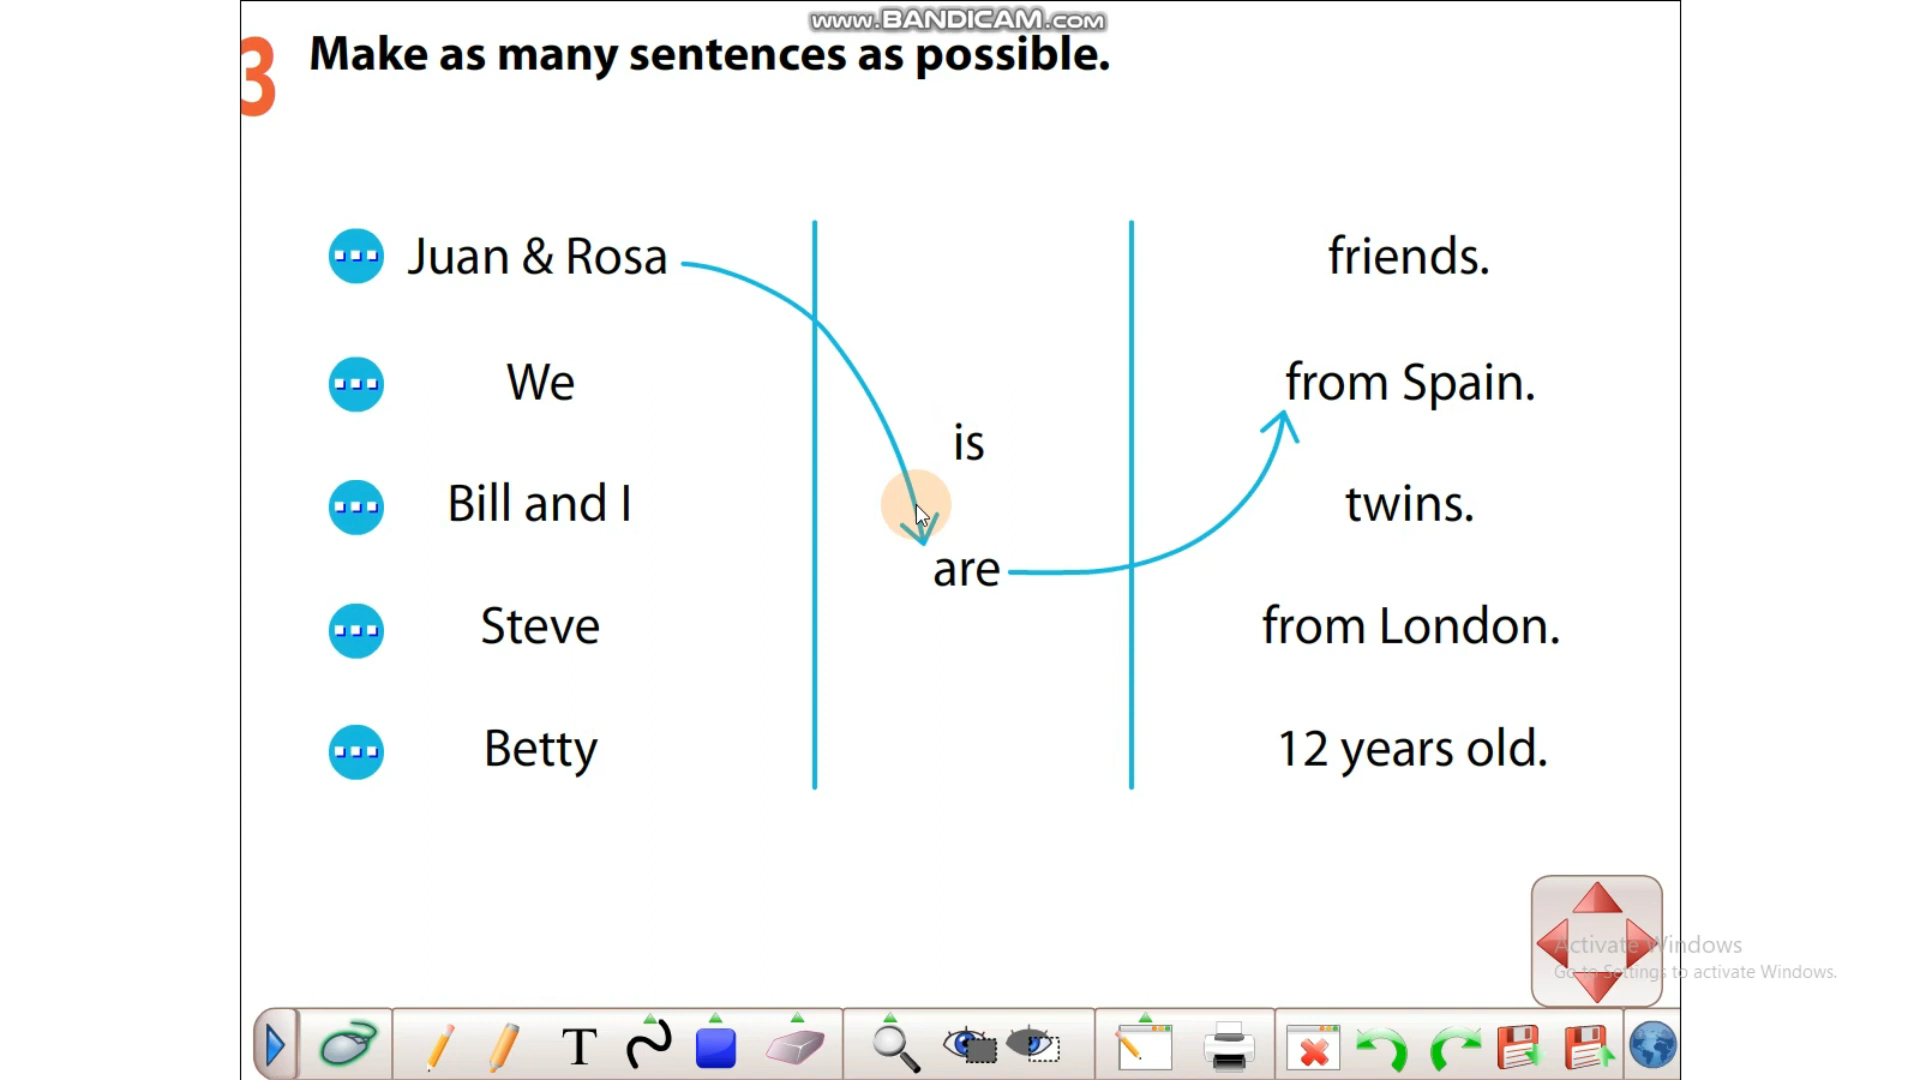 www.BANDICAM.com
3 Make as many sentences as possible.
Juan & Rosa
friends.
We
from Spain.
is
Bill and I
twins.
are
Steve
from London.
Betty
12 years old.
Activate Windows
Go to Settings to activate Windows.
T